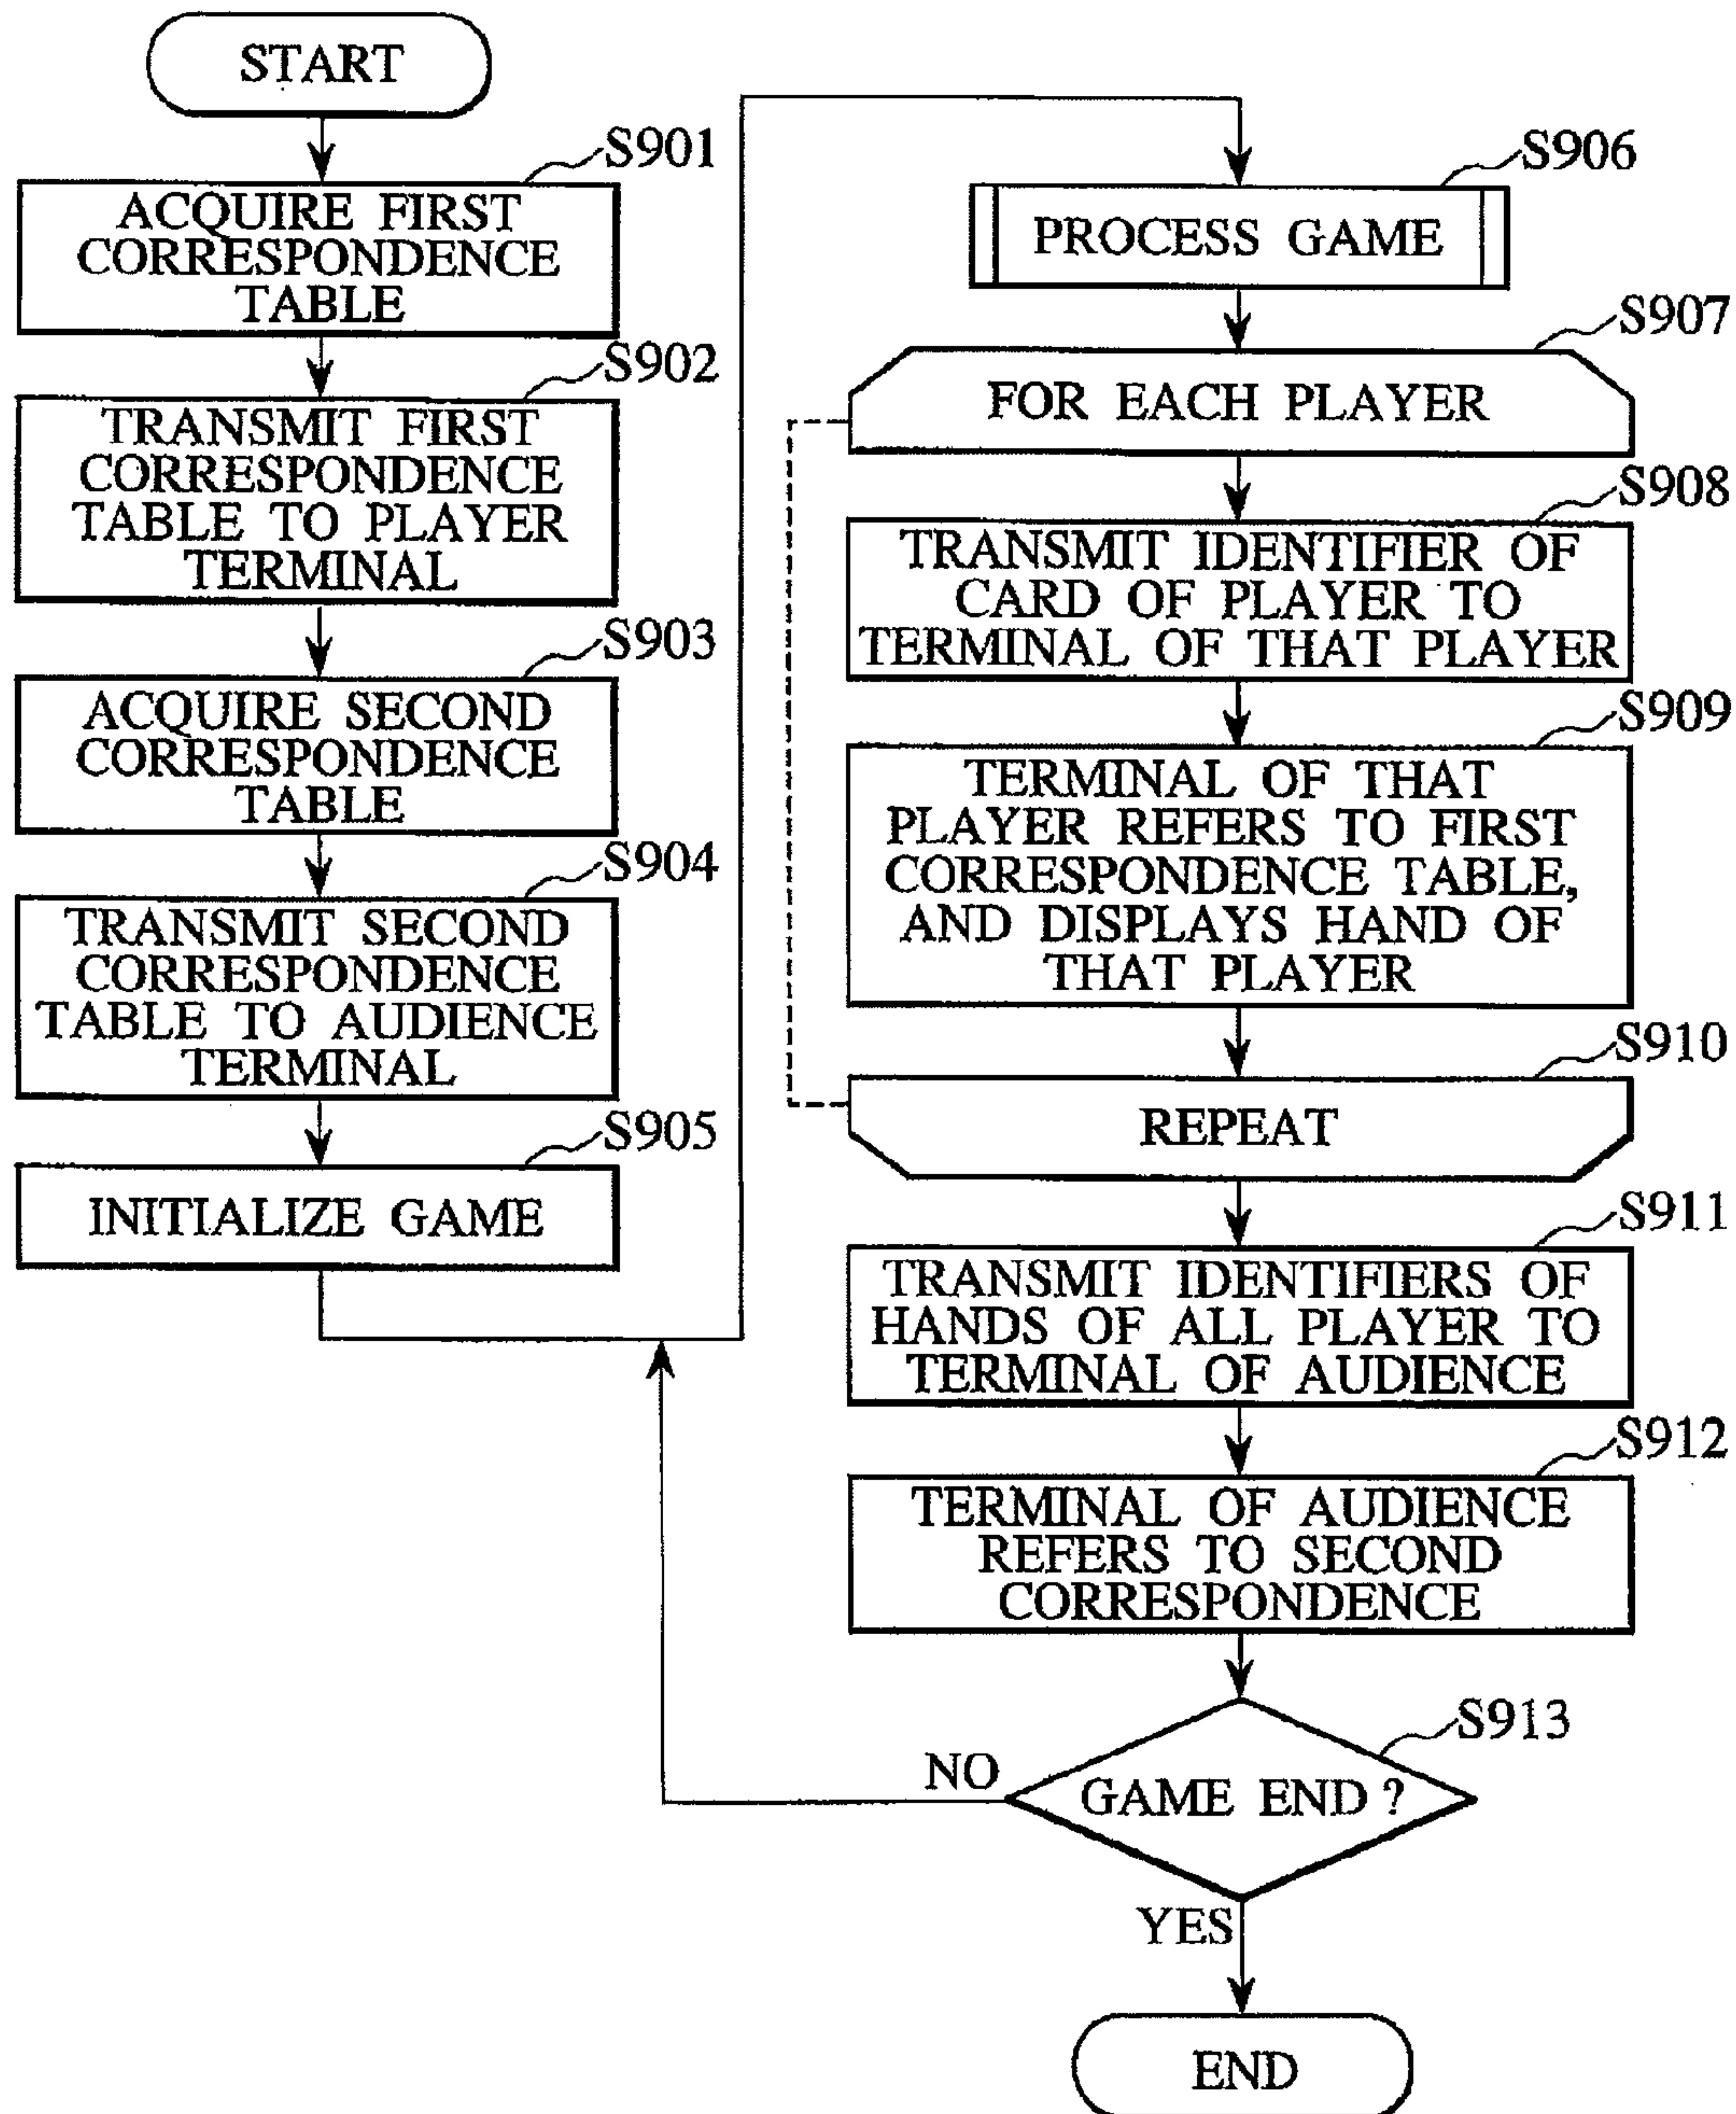 START
S901
ACQUIRE FIRST
CORRESPONDENCE
TABLE
S902
TRANSMIT FIRST
CORRESPONDENCE
TABLE TO PLAYER
TERMINAL
S903
ACQUIRE SECOND
CORRESPONDENCE
TABLE
S904
TRANSMIT SECOND
CORRESPONDENCE
TABLE TO AUDIENCE
TERMINAL
S905
INITIALIZE GAME
S906
PROCESS GAME
S907
FOR EACH PLAYER
S908
TRANSMIT IDENTIFIER OF
CARD OF PLAYER TO
TERMINAL OF THAT PLAYER
S909
TERMINAL OF THAT
PLAYER REFERS TO FIRST
CORRESPONDENCE TABLE,
AND DISPLAYS HAND OF
THAT PLAYER
S910
REPEAT
S911
TRANSMIT IDENTIFIERS OF
HANDS OF ALL PLAYER TO
TERMINAL OF AUDIENCE
S912
TERMINAL OF AUDIENCE
REFERS TO SECOND
CORRESPONDENCE
S913
GAME END ?
NO
YES
END